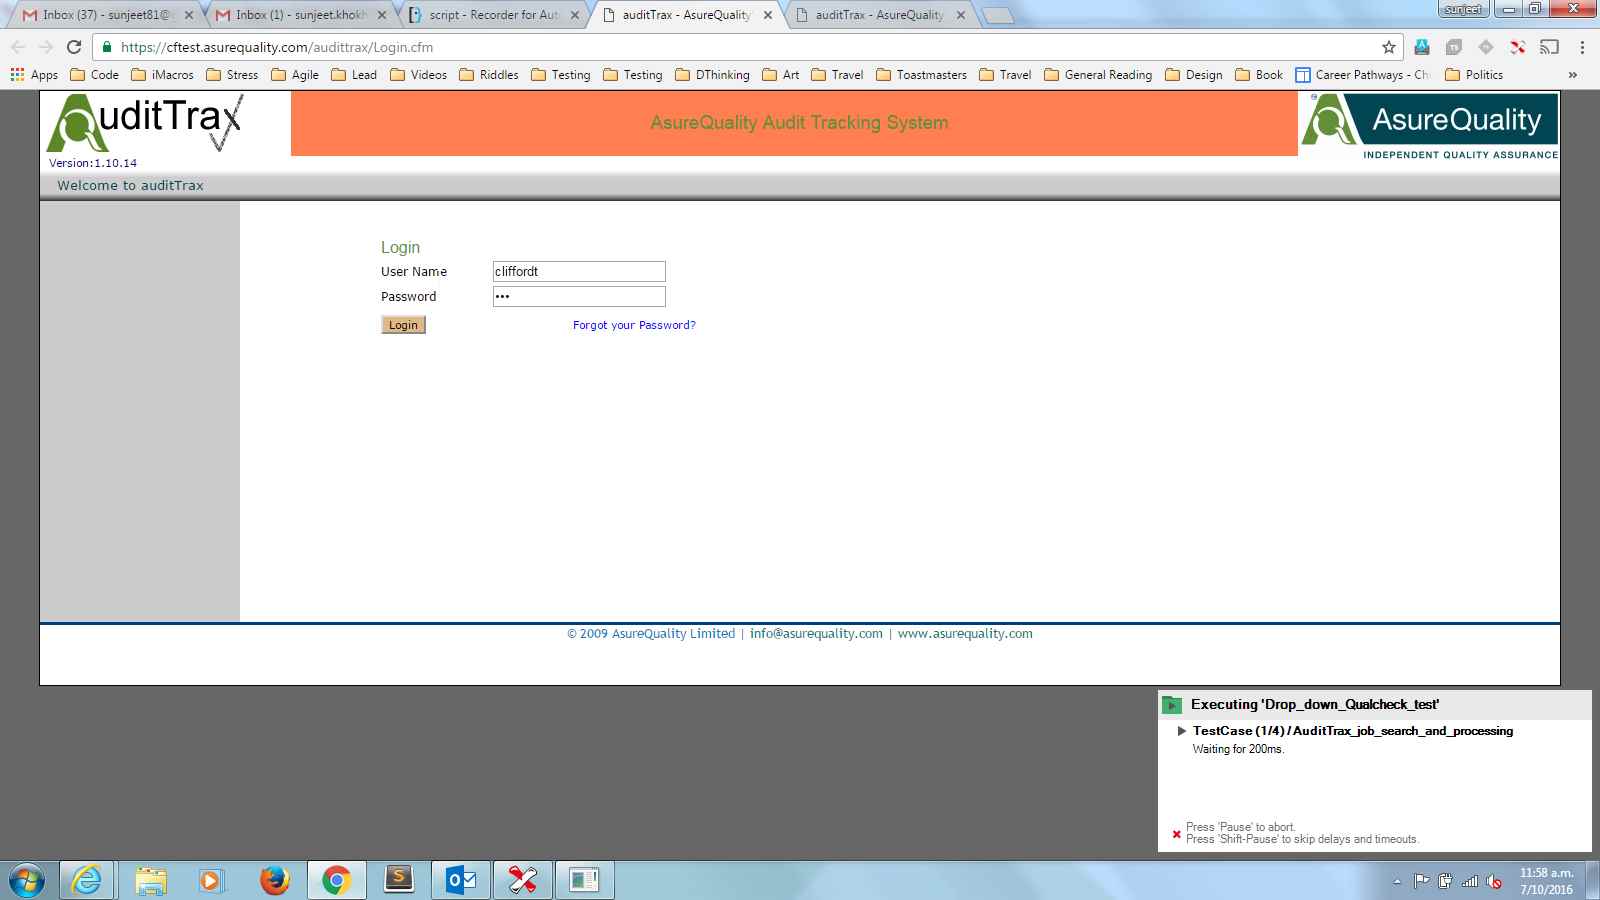 Inbox (37) - sunjeet81@
Inbox (1) - sunjeet.khokh
script - Recorder for Aut
auditTrax - AsureQuality
auditTrax - AsureQuality
sunjeet
https://cftest.asurequality.com/audittrax/Login.cfm
Apps Code iMacros Stress Agile Lead Videos Riddles Testing Testing DThinking Art Travel Toastmasters Travel General Reading Design Book Career Pathways - Ch Politics »
AuditTrax
Version:1.10.14
AsureQuality Audit Tracking System
AsureQuality
INDEPENDENT QUALITY ASSURANCE
Welcome to auditTrax
Login
User Name cliffordt
Password •••
Login Forgot your Password?
© 2009 AsureQuality Limited | info@asurequality.com | www.asurequality.com
Executing 'Drop_down_Qualcheck_test'
TestCase (1/4) / AuditTrax_job_search_and_processing
Waiting for 200ms.
Press 'Pause' to abort.
Press 'Shift-Pause' to skip delays and timeouts.
11:58 a.m.
7/10/2016